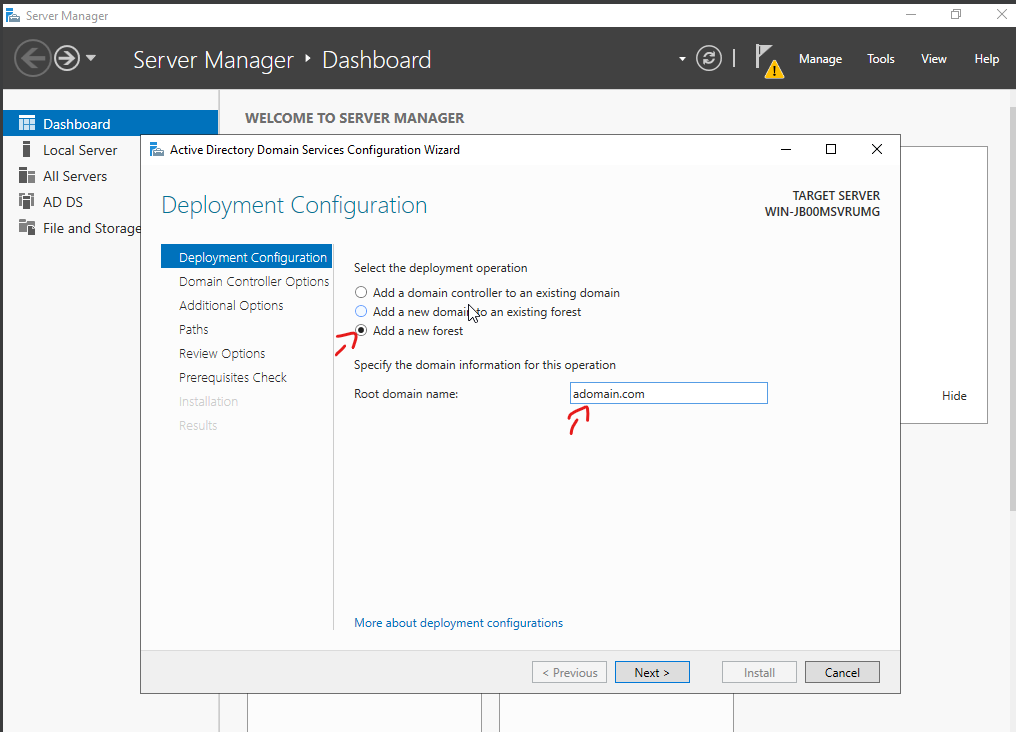 Server Manager
Server Manager ‣ Dashboard
Manage Tools View Help
Dashboard
Local Server
All Servers
AD DS
File and Storage
WELCOME TO SERVER MANAGER
Hide
Active Directory Domain Services Configuration Wizard
Deployment Configuration
TARGET SERVER
WIN-JB00MSVRUMG
Deployment Configuration
Domain Controller Options
Additional Options
Paths
Review Options
Prerequisites Check
Installation
Results
Select the deployment operation
Add a domain controller to an existing domain
Add a new domain to an existing forest
Add a new forest
Specify the domain information for this operation
Root domain name: adomain.com
More about deployment configurations
< Previous Next > Install Cancel